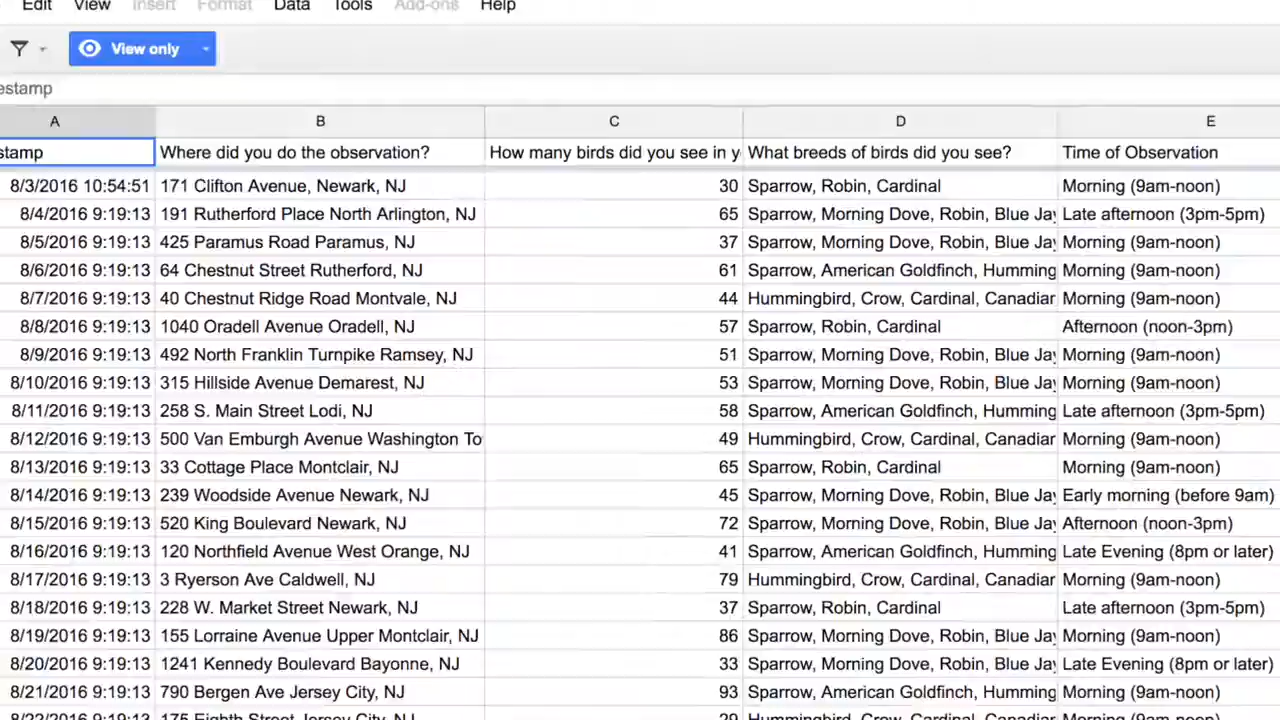 Edit View Insert Format Data Tools Add-ons Help
View only
estamp
A B C D E
stamp Where did you do the observation? How many birds did you see in y What breeds of birds did you see? Time of Observation
8/3/2016 10:54:51 171 Clifton Avenue, Newark, NJ 30 Sparrow, Robin, Cardinal Morning (9am-noon)
8/4/2016 9:19:13 191 Rutherford Place North Arlington, NJ 65 Sparrow, Morning Dove, Robin, Blue Jay Late afternoon (3pm-5pm)
8/5/2016 9:19:13 425 Paramus Road Paramus, NJ 37 Sparrow, Morning Dove, Robin, Blue Jay Morning (9am-noon)
8/6/2016 9:19:13 64 Chestnut Street Rutherford, NJ 61 Sparrow, American Goldfinch, Humming Morning (9am-noon)
8/7/2016 9:19:13 40 Chestnut Ridge Road Montvale, NJ 44 Hummingbird, Crow, Cardinal, Canadian Morning (9am-noon)
8/8/2016 9:19:13 1040 Oradell Avenue Oradell, NJ 57 Sparrow, Robin, Cardinal Afternoon (noon-3pm)
8/9/2016 9:19:13 492 North Franklin Turnpike Ramsey, NJ 51 Sparrow, Morning Dove, Robin, Blue Jay Morning (9am-noon)
8/10/2016 9:19:13 315 Hillside Avenue Demarest, NJ 53 Sparrow, Morning Dove, Robin, Blue Jay Morning (9am-noon)
8/11/2016 9:19:13 258 S. Main Street Lodi, NJ 58 Sparrow, American Goldfinch, Humming Late afternoon (3pm-5pm)
8/12/2016 9:19:13 500 Van Emburgh Avenue Washington To 49 Hummingbird, Crow, Cardinal, Canadian Morning (9am-noon)
8/13/2016 9:19:13 33 Cottage Place Montclair, NJ 65 Sparrow, Robin, Cardinal Morning (9am-noon)
8/14/2016 9:19:13 239 Woodside Avenue Newark, NJ 45 Sparrow, Morning Dove, Robin, Blue Jay Early morning (before 9am)
8/15/2016 9:19:13 520 King Boulevard Newark, NJ 72 Sparrow, Morning Dove, Robin, Blue Jay Afternoon (noon-3pm)
8/16/2016 9:19:13 120 Northfield Avenue West Orange, NJ 41 Sparrow, American Goldfinch, Humming Late Evening (8pm or later)
8/17/2016 9:19:13 3 Ryerson Ave Caldwell, NJ 79 Hummingbird, Crow, Cardinal, Canadian Morning (9am-noon)
8/18/2016 9:19:13 228 W. Market Street Newark, NJ 37 Sparrow, Robin, Cardinal Late afternoon (3pm-5pm)
8/19/2016 9:19:13 155 Lorraine Avenue Upper Montclair, NJ 86 Sparrow, Morning Dove, Robin, Blue Jay Morning (9am-noon)
8/20/2016 9:19:13 1241 Kennedy Boulevard Bayonne, NJ 33 Sparrow, Morning Dove, Robin, Blue Jay Late Evening (8pm or later)
8/21/2016 9:19:13 790 Bergen Ave Jersey City, NJ 93 Sparrow, American Goldfinch, Humming Morning (9am-noon)
8/22/2016 9:19:13 175 Eighth Street Jersey City, NJ 29 Hummingbird, Crow, Cardinal, Canadian Morning (9am-noon)